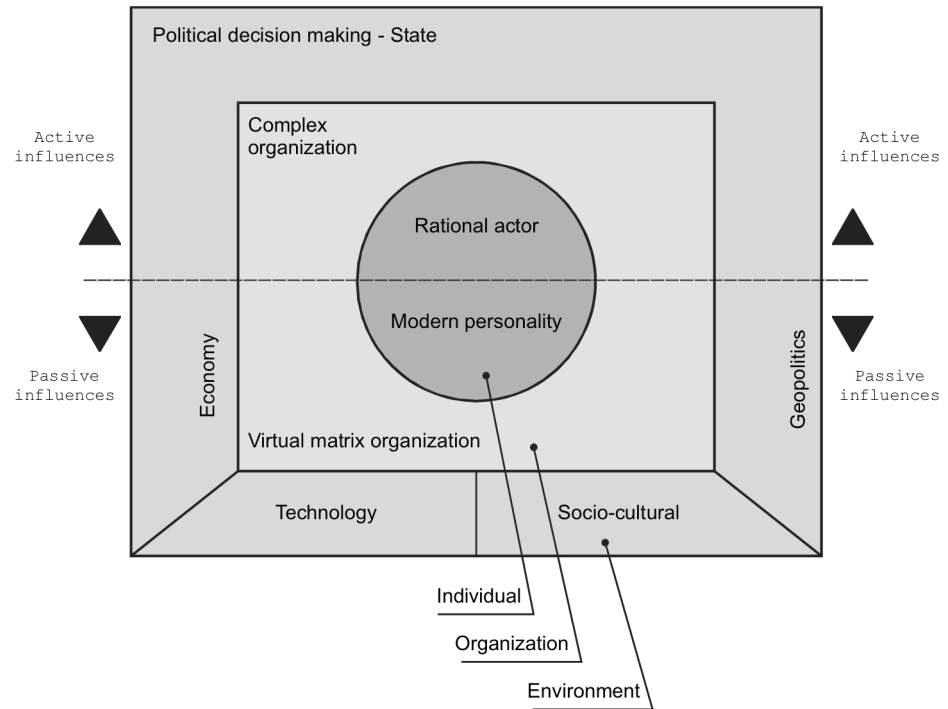 Political decision making - State
Complex
organization
Active
influences
Active
influences
Rational actor
Modern personality
Economy
Geopolitics
Passive
influences
Passive
influences
Virtual matrix organization
Technology
Socio-cultural
Individual
Organization
Environment